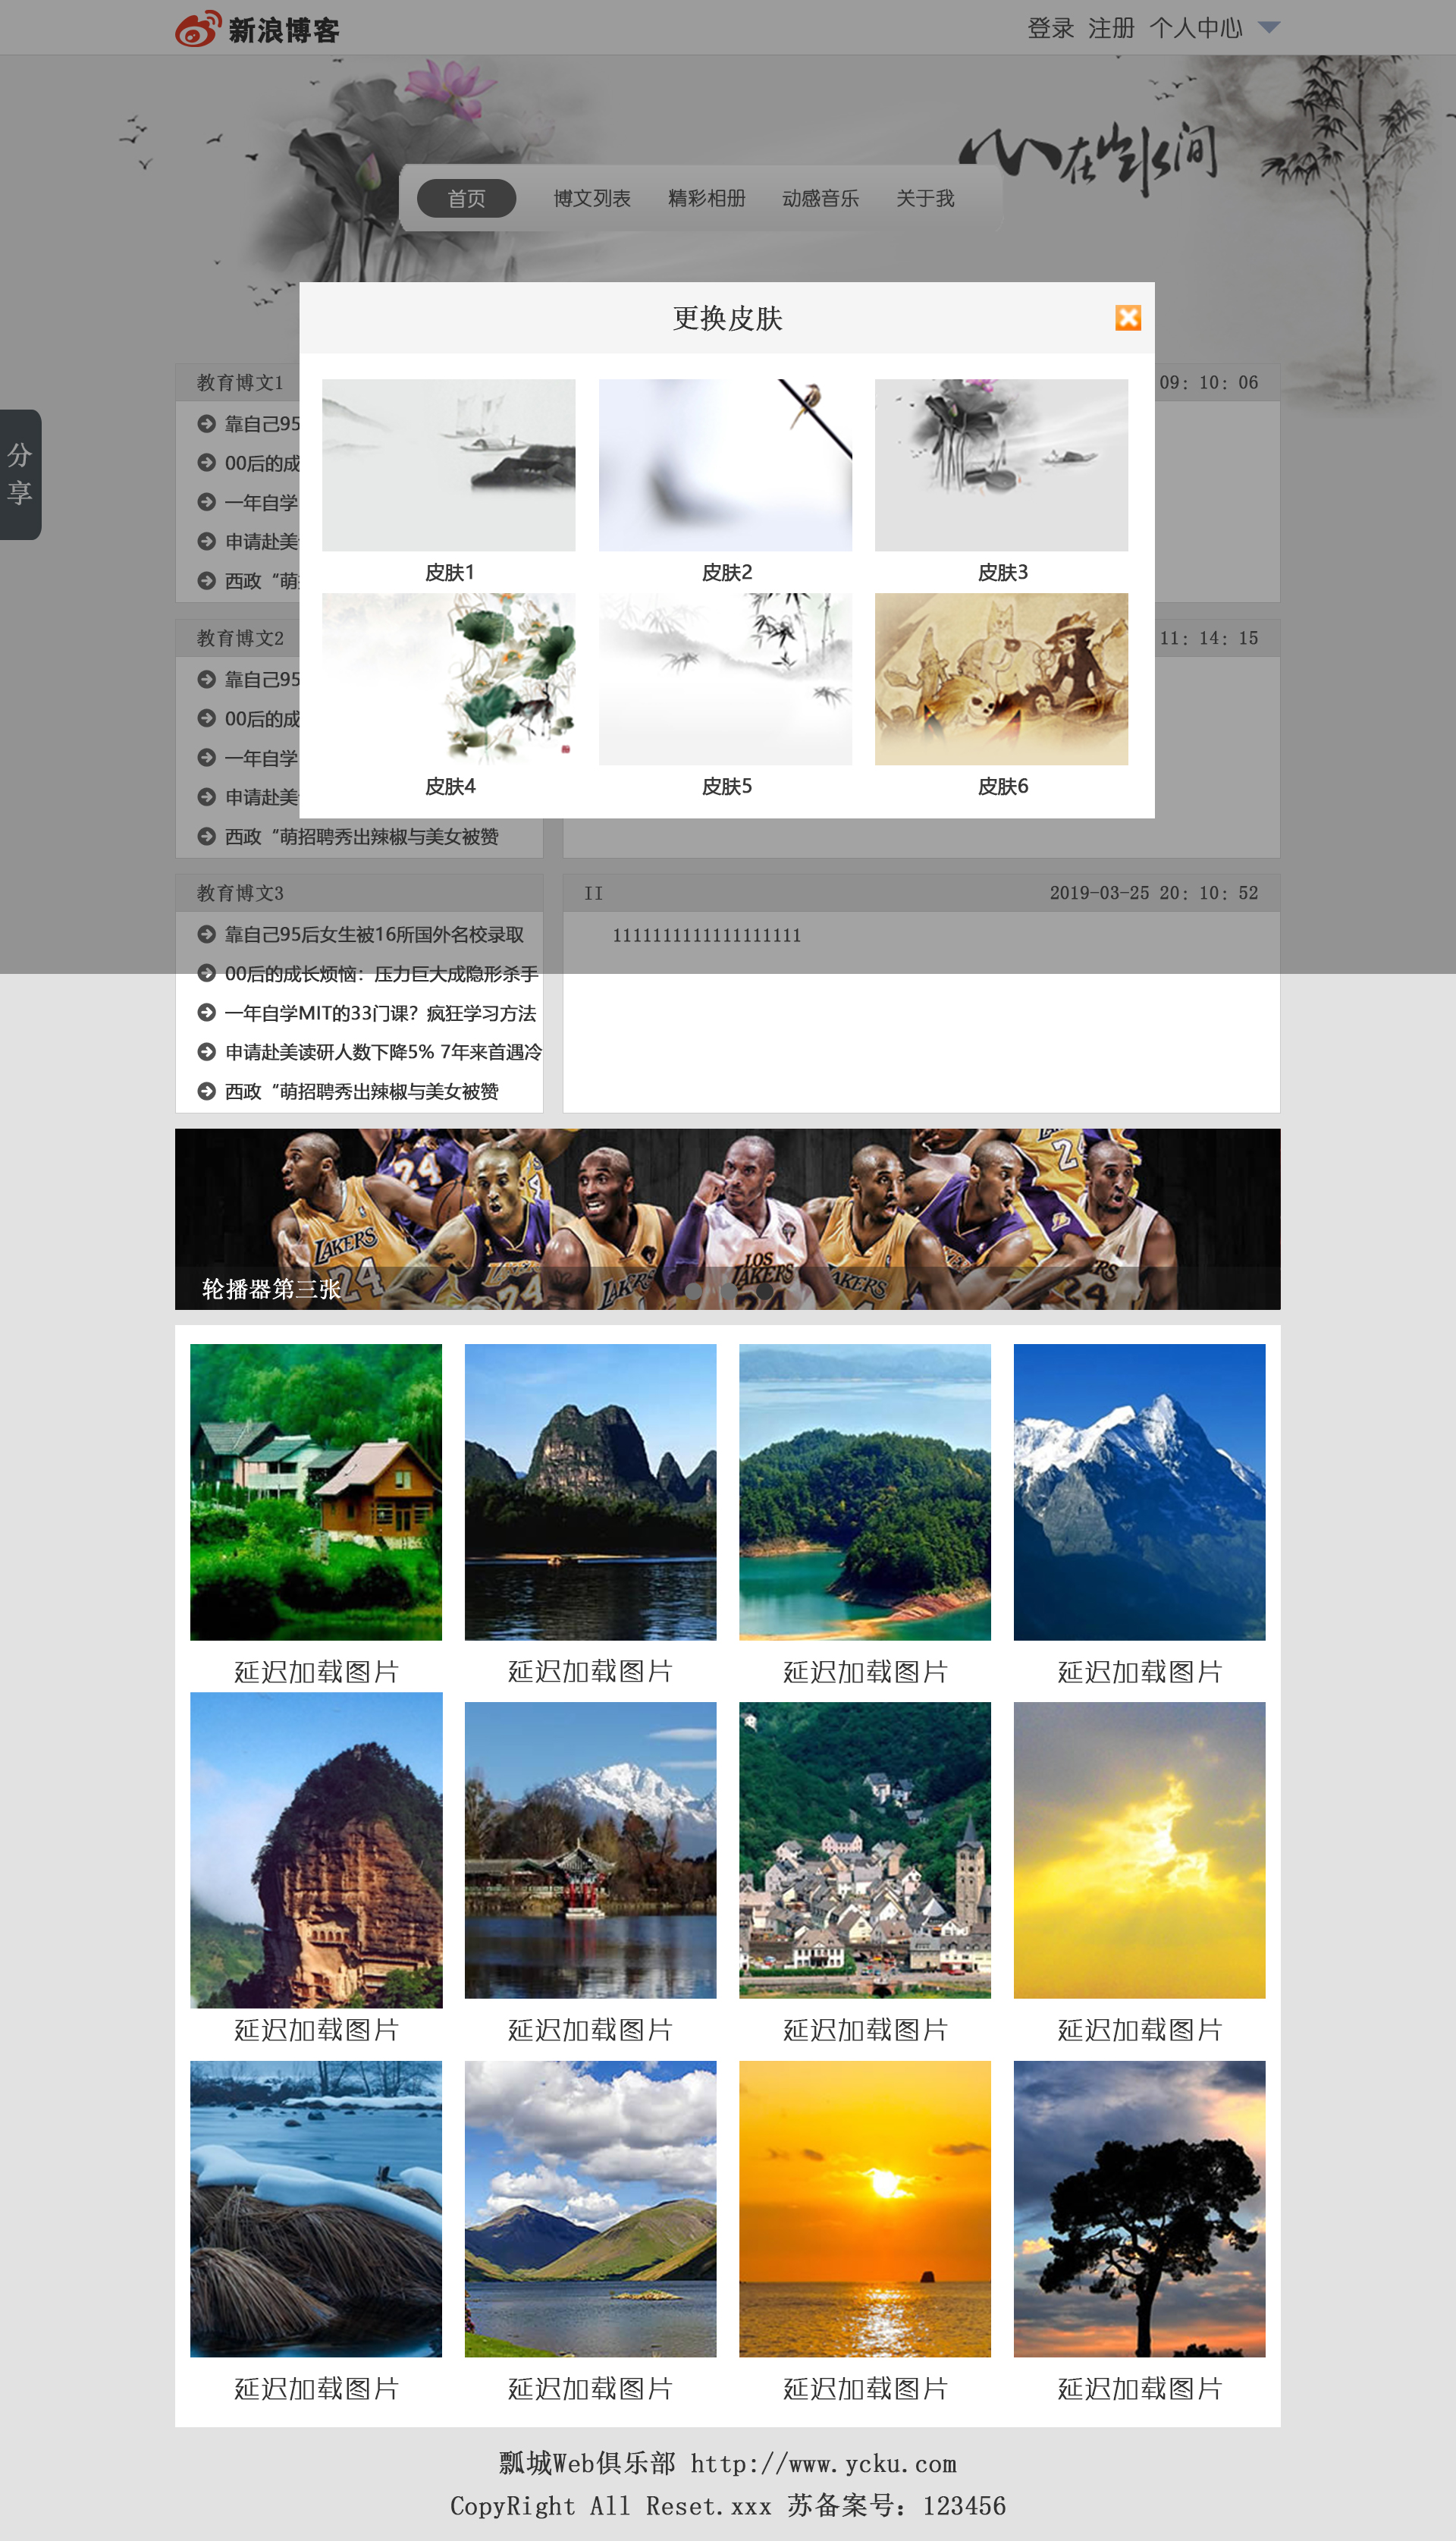 新浪博客
登录 注册 个人中心
心在山水间
首页 博文列表 精彩相册 动感音乐 关于我
更换皮肤
皮肤1 皮肤2 皮肤3
皮肤4 皮肤5 皮肤6
分享
教育博文1
09: 10: 06
靠自己95
00后的成
一年自学
申请赴美
西政“萌
教育博文2
11: 14: 15
靠自己95
00后的成
一年自学
申请赴美
西政“萌招聘秀出辣椒与美女被赞
教育博文3
靠自己95后女生被16所国外名校录取
00后的成长烦恼：压力巨大成隐形杀手
一年自学MIT的33门课？疯狂学习方法
申请赴美读研人数下降5% 7年来首遇冷
西政“萌招聘秀出辣椒与美女被赞
II
2019-03-25 20: 10: 52
1111111111111111111
24
24
LAKERS
24
LOS
LAKERS
LAKERS
24
轮播器第三张
延迟加载图片 延迟加载图片 延迟加载图片 延迟加载图片
延迟加载图片 延迟加载图片 延迟加载图片 延迟加载图片
延迟加载图片 延迟加载图片 延迟加载图片 延迟加载图片
瓢城Web俱乐部 http://www.ycku.com
CopyRight All Reset.xxx 苏备案号：123456